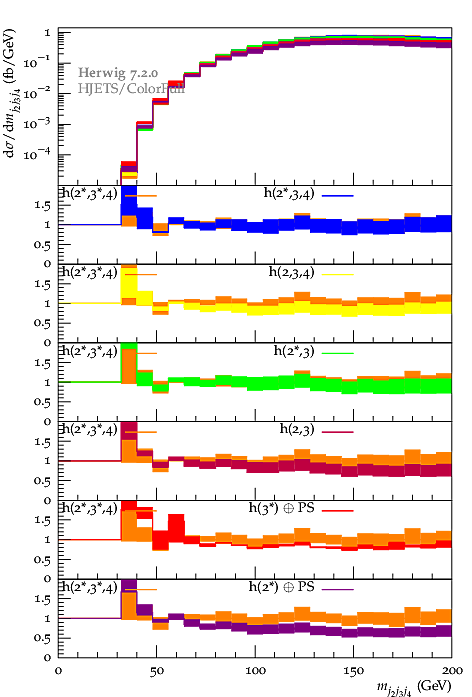 dσ/dm_{j₂j₃j₄} (fb/GeV)
10⁻¹
10⁻²
10⁻³
10⁻⁴
1
Herwig 7.2.0
HJETS/ColorFull
h(2*,3*,4) h(2*,3,4)
1.5
1
0.5
0
h(2*,3*,4) h(2,3,4)
1.5
1
0.5
0
h(2*,3*,4) h(2*,3)
1.5
1
0.5
0
h(2*,3*,4) h(2,3)
1.5
1
0.5
0
h(2*,3*,4) h(3*) ⊕ PS
1.5
1
0.5
0
h(2*,3*,4) h(2*) ⊕ PS
1.5
1
0.5
0
0 50 100 150 200
m_{j₂j₃j₄} (GeV)